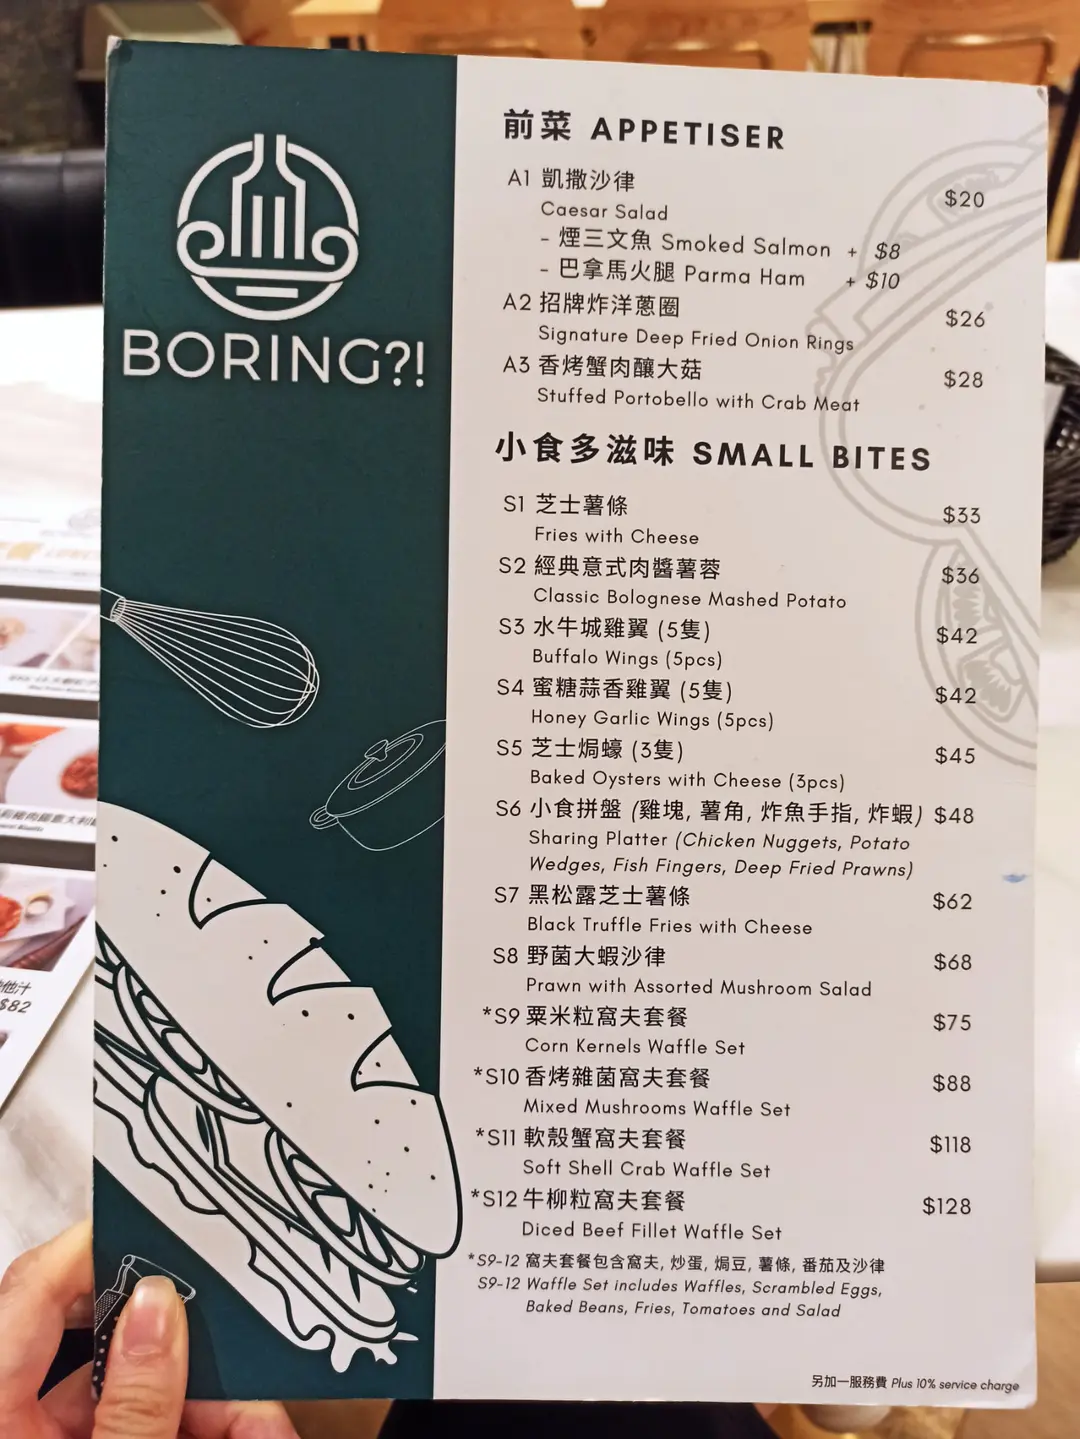 BORING?!
前菜 APPETISER
A1 凱撒沙律 $20
Caesar Salad
- 煙三文魚 Smoked Salmon + $8
- 巴拿馬火腿 Parma Ham + $10
A2 招牌炸洋蔥圈 $26
Signature Deep Fried Onion Rings
A3 香烤蟹肉釀大菇 $28
Stuffed Portobello with Crab Meat
小食多滋味 SMALL BITES
S1 芝士薯條 $33
Fries with Cheese
S2 經典意式肉醬薯蓉 $36
Classic Bolognese Mashed Potato
S3 水牛城雞翼 (5隻) $42
Buffalo Wings (5pcs)
S4 蜜糖蒜香雞翼 (5隻) $42
Honey Garlic Wings (5pcs)
S5 芝士焗蠔 (3隻) $45
Baked Oysters with Cheese (3pcs)
S6 小食拼盤 (雞塊, 薯角, 炸魚手指, 炸蝦) $48
Sharing Platter (Chicken Nuggets, Potato
Wedges, Fish Fingers, Deep Fried Prawns)
S7 黑松露芝士薯條 $62
Black Truffle Fries with Cheese
S8 野菌大蝦沙律 $68
Prawn with Assorted Mushroom Salad
*S9 粟米粒窩夫套餐 $75
Corn Kernels Waffle Set
*S10 香烤雜菌窩夫套餐 $88
Mixed Mushrooms Waffle Set
*S11 軟殼蟹窩夫套餐 $118
Soft Shell Crab Waffle Set
*S12 牛柳粒窩夫套餐 $128
Diced Beef Fillet Waffle Set
*S9-12 窩夫套餐包含窩夫, 炒蛋, 焗豆, 薯條, 番茄及沙律
S9-12 Waffle Set includes Waffles, Scrambled Eggs,
Baked Beans, Fries, Tomatoes and Salad
另加一服務費 Plus 10% service charge
他汁
$82